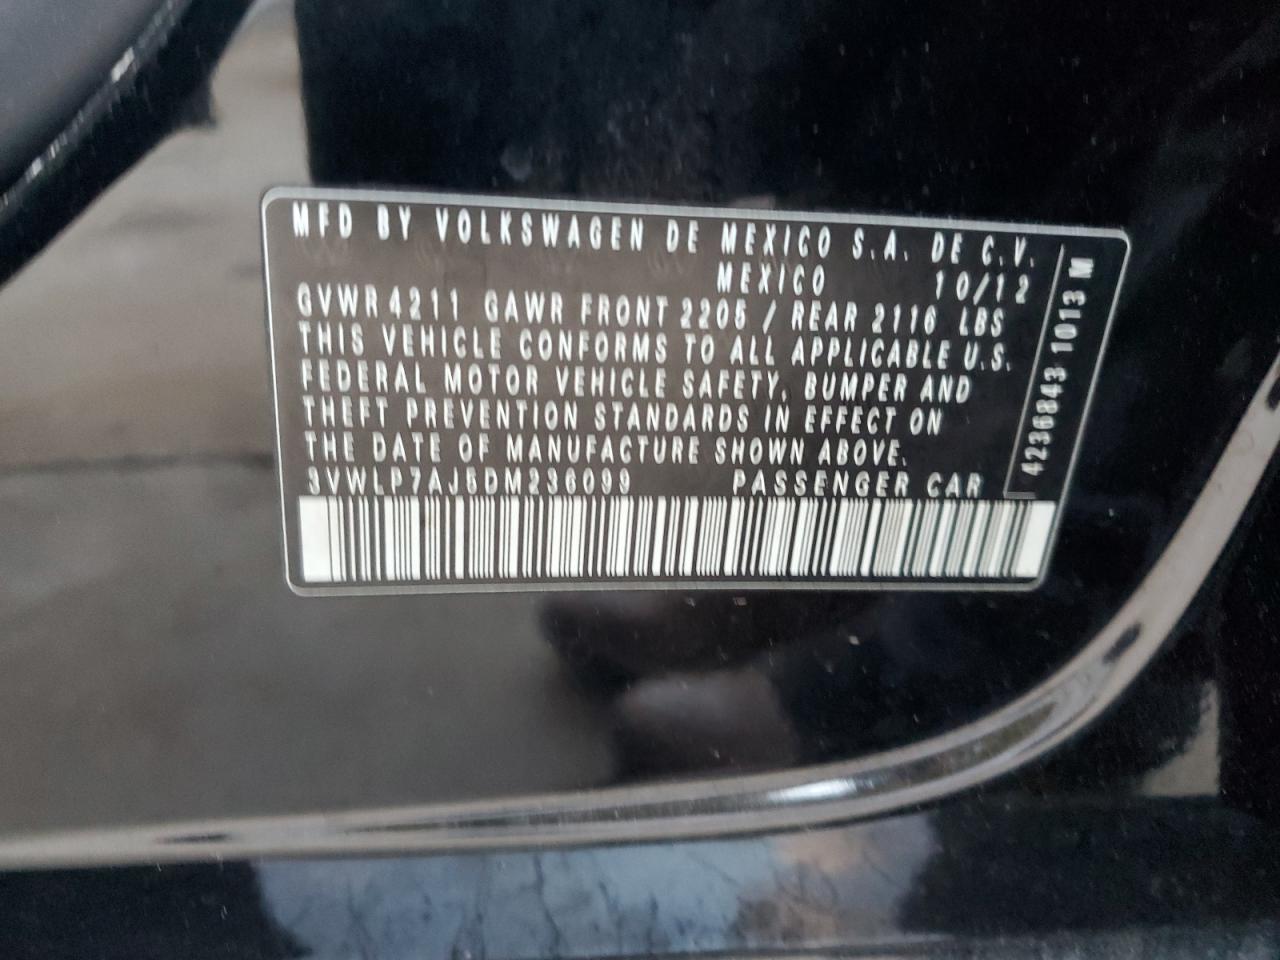 MFD BY VOLKSWAGEN DE MEXICO S.A. DE C.V.
MEXICO 10/12
GVWR 4211 GAWR FRONT 2205 / REAR 2116 LBS
THIS VEHICLE CONFORMS TO ALL APPLICABLE U.S.
FEDERAL MOTOR VEHICLE SAFETY, BUMPER AND
THEFT PREVENTION STANDARDS IN EFFECT ON
THE DATE OF MANUFACTURE SHOWN ABOVE.
3VWLP7AJ5DM236099 PASSENGER CAR
4236843 1013 M